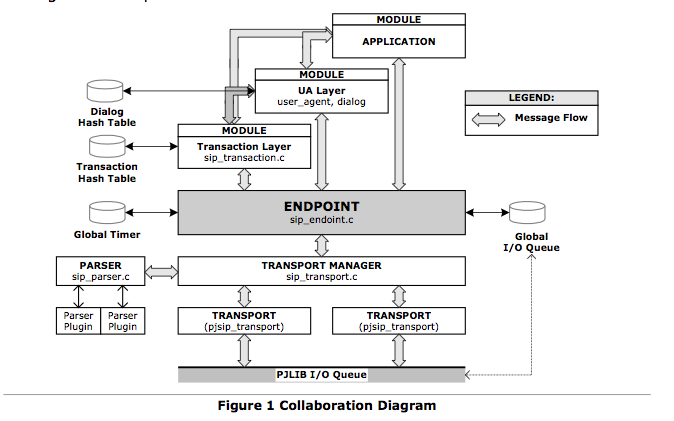 MODULE
APPLICATION
MODULE
UA Layer
user_agent, dialog
LEGEND:
Message Flow
Dialog
Hash Table
MODULE
Transaction Layer
sip_transaction.c
Transaction
Hash Table
ENDPOINT
sip_endoint.c
Global Timer
Global
I/O Queue
PARSER
sip_parser.c
TRANSPORT MANAGER
sip_transport.c
Parser
Plugin
Parser
Plugin
TRANSPORT
(pjsip_transport)
TRANSPORT
(pjsip_transport)
PJLIB I/O Queue
Figure 1 Collaboration Diagram